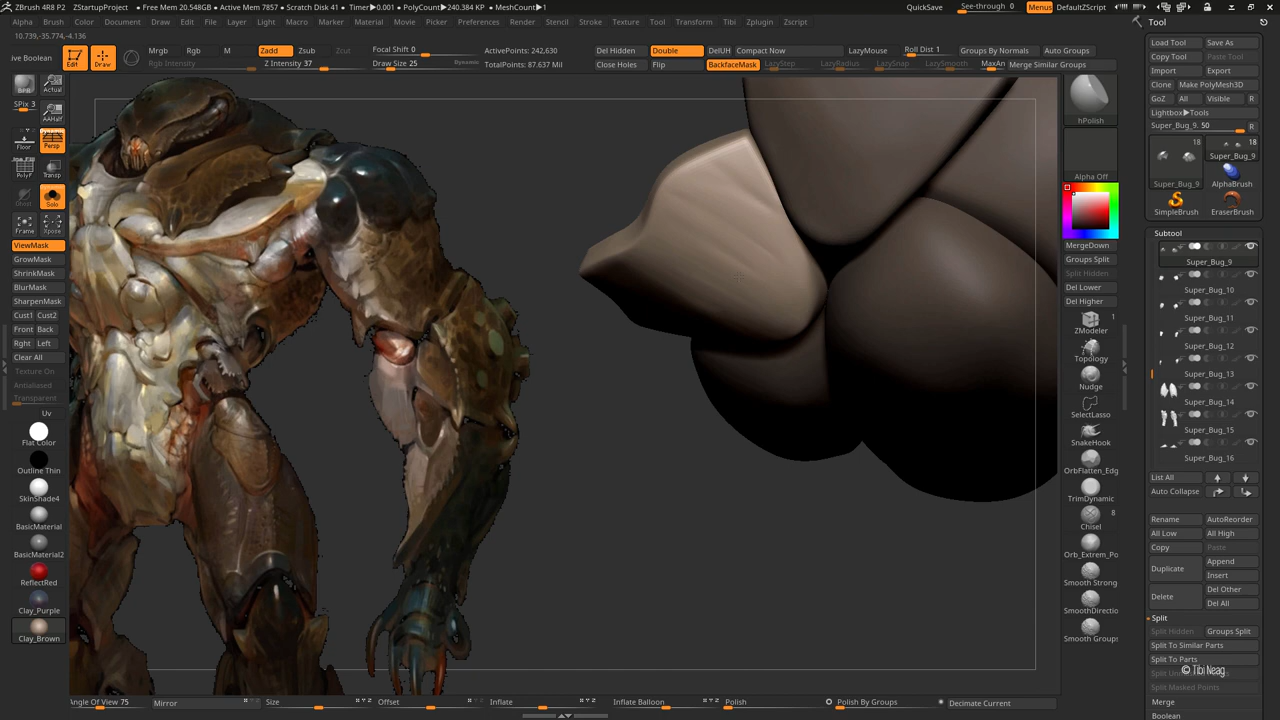 ZBrush 4R8 P2 ZStartupProject • Free Mem 20.548GB • Active Mem 7857 • Scratch Disk 41 • Timer▶0.001 • PolyCount▶240.384 KP • MeshCount▶1 QuickSave See-through 0 Menus DefaultZScript
Alpha Brush Color Document Draw Edit File Layer Light Macro Marker Material Movie Picker Preferences Render Stencil Stroke Texture Tool Transform Tibi Zplugin Zscript
Tool
10.739,-35.774,-4.136
ive Boolean
Edit
Draw
Mrgb Rgb M
Rgb Intensity
Zadd Zsub Zcut
Z Intensity 37
Focal Shift 0
Draw Size 25
Dynamic
ActivePoints: 242,630
TotalPoints: 87.637 Mil
Del Hidden Double DelUH Compact Now
Close Holes Flip BackfaceMask
LazyMouse Roll Dist 1 Groups By Normals Auto Groups
LazyStep LazyRadius LazySnap LazySmooth MaxAn Merge Similar Groups
BPR
Actual
SPix 3
AAHalf
Floor
Dynamic
Persp
PolyF
Transp
Solo
Frame
Xpose
ViewMask
GrowMask
ShrinkMask
BlurMask
SharpenMask
Cust1 Cust2
Front Back
Rght Left
Clear All
Texture On
Antialiased
Transparent
Uv
Flat Color
Outline Thin
SkinShade4
BasicMaterial
BasicMaterial2
ReflectRed
Clay_Purple
Clay_Brown
hPolish
Alpha Off
MergeDown
Groups Split
Split Hidden
Del Lower
Del Higher
1
ZModeler
Topology
Nudge
SelectLasso
SnakeHook
OrbFlatten_Edg
TrimDynamic
8
Chisel
Orb_Extrem_Po
Smooth Strong
SmoothDirectio
Smooth Groups
Load Tool Save As
Copy Tool Paste Tool
Import Export
Clone Make PolyMesh3D
GoZ All Visible R
Lightbox▶Tools
Super_Bug_9. 50 R
18
18
Super_Bug_9
Super_Bug_9
AlphaBrush
SimpleBrush
EraserBrush
Subtool
Super_Bug_9
Super_Bug_10
Super_Bug_11
Super_Bug_12
Super_Bug_13
Super_Bug_14
Super_Bug_15
Super_Bug_16
List All
Auto Collapse
Rename AutoReorder
All Low All High
Copy Paste
Duplicate
Append
Insert
Delete
Del Other
Del All
Split
Split Hidden Groups Split
Split To Similar Parts
Split To Parts
© Tibi Neag
Split Masked Points
Merge
Boolean
Angle Of View 75 Mirror Size Offset Inflate Inflate Balloon Polish Polish By Groups Decimate Current